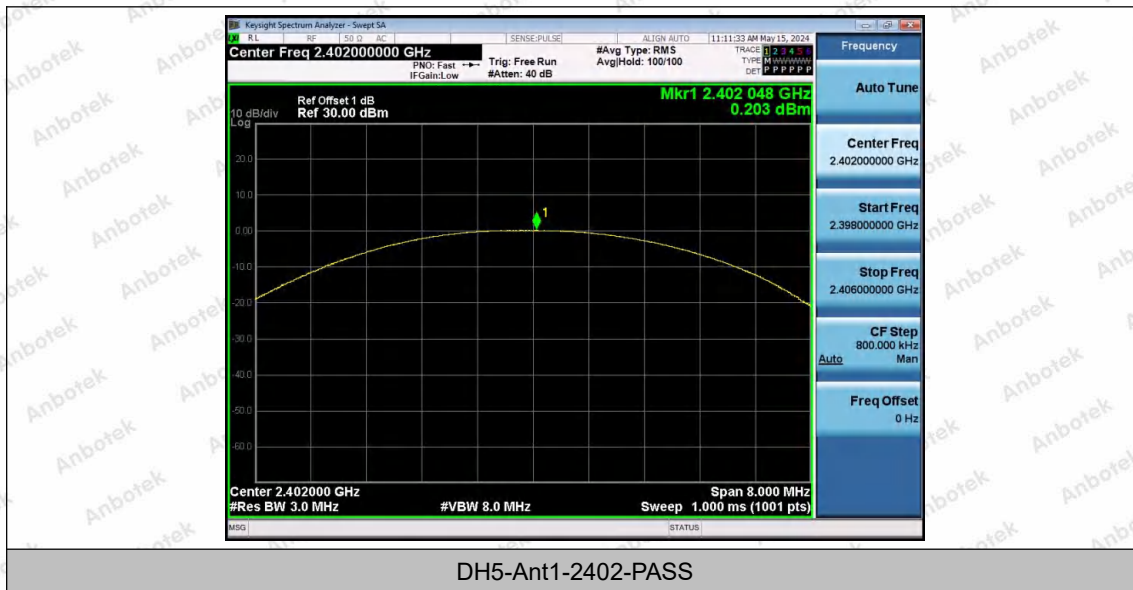 Keysight Spectrum Analyzer - Swept SA
RL RF 50 Ω AC SENSE:PULSE ALIGN AUTO 11:11:33 AM May 15, 2024
Center Freq 2.402000000 GHz
PNO: Fast
IFGain:Low
Trig: Free Run
#Atten: 40 dB
#Avg Type: RMS
Avg|Hold: 100/100
TRACE 1 2 3 4 5 6
TYPE M WWWWW
DET P P P P P P
Ref Offset 1 dB
10 dB/div Ref 30.00 dBm
Log
Mkr1 2.402 048 GHz
0.203 dBm
20.0
10.0
0.00
-10.0
-20.0
-30.0
-40.0
-50.0
-60.0
1
Center 2.402000 GHz Span 8.000 MHz
#Res BW 3.0 MHz #VBW 8.0 MHz Sweep 1.000 ms (1001 pts)
MSG STATUS
Frequency
Auto Tune
Center Freq
2.402000000 GHz
Start Freq
2.398000000 GHz
Stop Freq
2.406000000 GHz
CF Step
800.000 kHz
Auto Man
Freq Offset
0 Hz
DH5-Ant1-2402-PASS
Anbotek